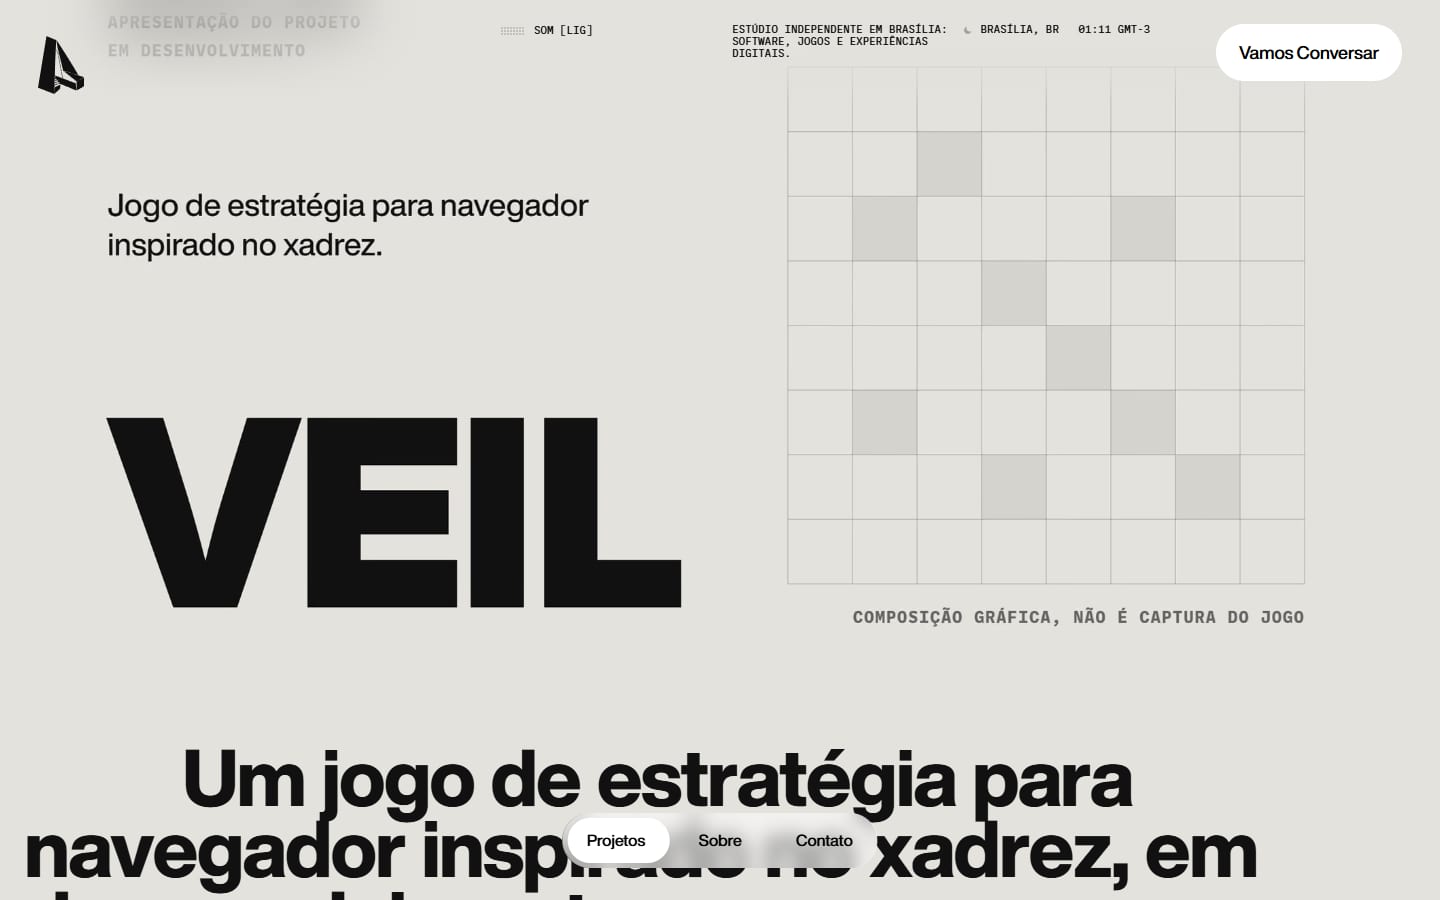 APRESENTAÇÃO DO PROJETO
EM DESENVOLVIMENTO
SOM [LIG]
ESTÚDIO INDEPENDENTE EM BRASÍLIA:
SOFTWARE, JOGOS E EXPERIÊNCIAS
DIGITAIS.
BRASÍLIA, BR 01:11 GMT-3
Vamos Conversar
Jogo de estratégia para navegador
inspirado no xadrez.
VEIL
COMPOSIÇÃO GRÁFICA, NÃO É CAPTURA DO JOGO
Um jogo de estratégia para
navegador inspirado no xadrez, em
Projetos Sobre Contato